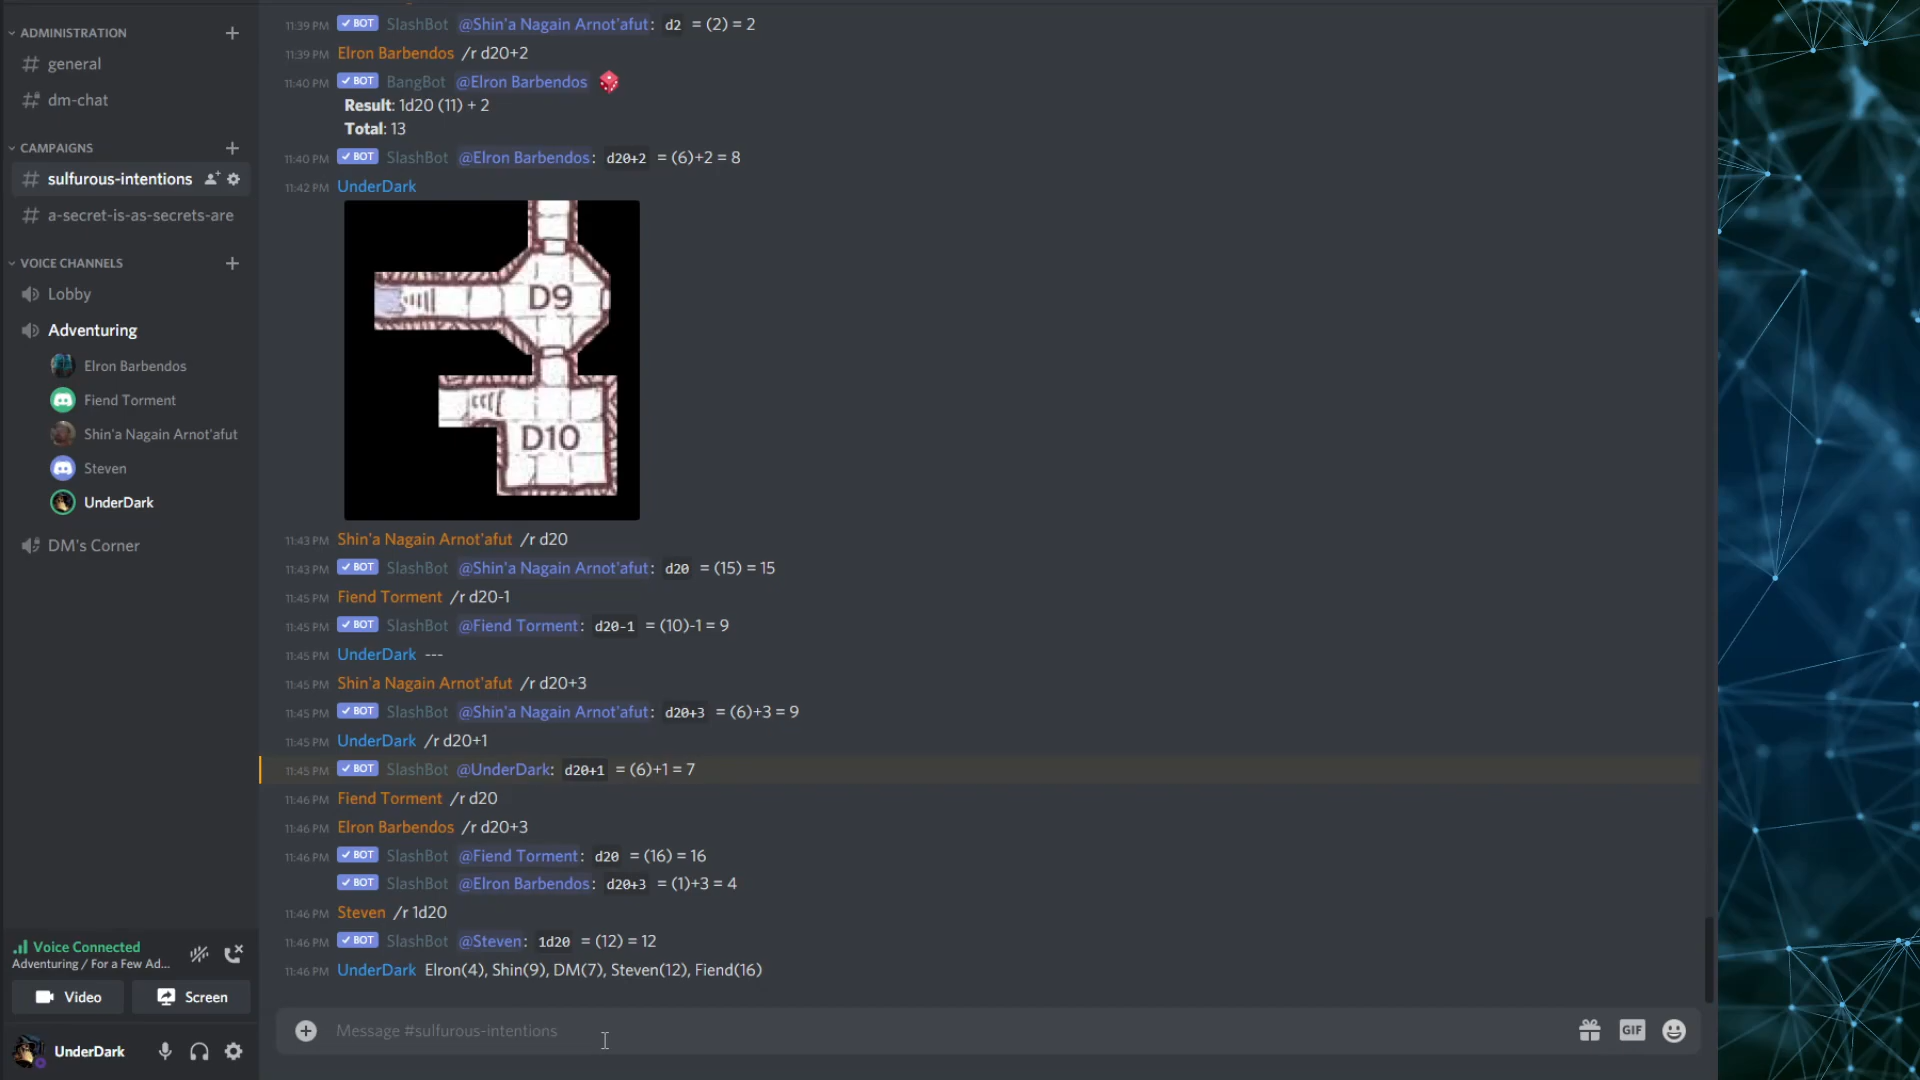 ADMINISTRATION
general
dm-chat
CAMPAIGNS
sulfurous-intentions
a-secret-is-as-secrets-are
VOICE CHANNELS
Lobby
Adventuring
Elron Barbendos
Fiend Torment
Shin'a Nagain Arnot'afut
Steven
UnderDark
DM's Corner
Voice Connected
Adventuring / For a Few Ad...
Video
Screen
UnderDark
11:39 PM BOT SlashBot @Shin'a Nagain Arnot'afut: d2 = (2) = 2
11:39 PM Elron Barbendos /r d20+2
11:40 PM BOT BangBot @Elron Barbendos
Result: 1d20 (11) + 2
Total: 13
11:40 PM BOT SlashBot @Elron Barbendos: d20+2 = (6)+2 = 8
11:42 PM UnderDark
D9
D10
11:43 PM Shin'a Nagain Arnot'afut /r d20
11:43 PM BOT SlashBot @Shin'a Nagain Arnot'afut: d20 = (15) = 15
11:45 PM Fiend Torment /r d20-1
11:45 PM BOT SlashBot @Fiend Torment: d20-1 = (10)-1 = 9
11:45 PM UnderDark ---
11:45 PM Shin'a Nagain Arnot'afut /r d20+3
11:45 PM BOT SlashBot @Shin'a Nagain Arnot'afut: d20+3 = (6)+3 = 9
11:45 PM UnderDark /r d20+1
11:45 PM BOT SlashBot @UnderDark: d20+1 = (6)+1 = 7
11:46 PM Fiend Torment /r d20
11:46 PM Elron Barbendos /r d20+3
11:46 PM BOT SlashBot @Fiend Torment: d20 = (16) = 16
BOT SlashBot @Elron Barbendos: d20+3 = (1)+3 = 4
11:46 PM Steven /r 1d20
11:46 PM BOT SlashBot @Steven: 1d20 = (12) = 12
11:46 PM UnderDark Elron(4), Shin(9), DM(7), Steven(12), Fiend(16)
Message #sulfurous-intentions
GIF